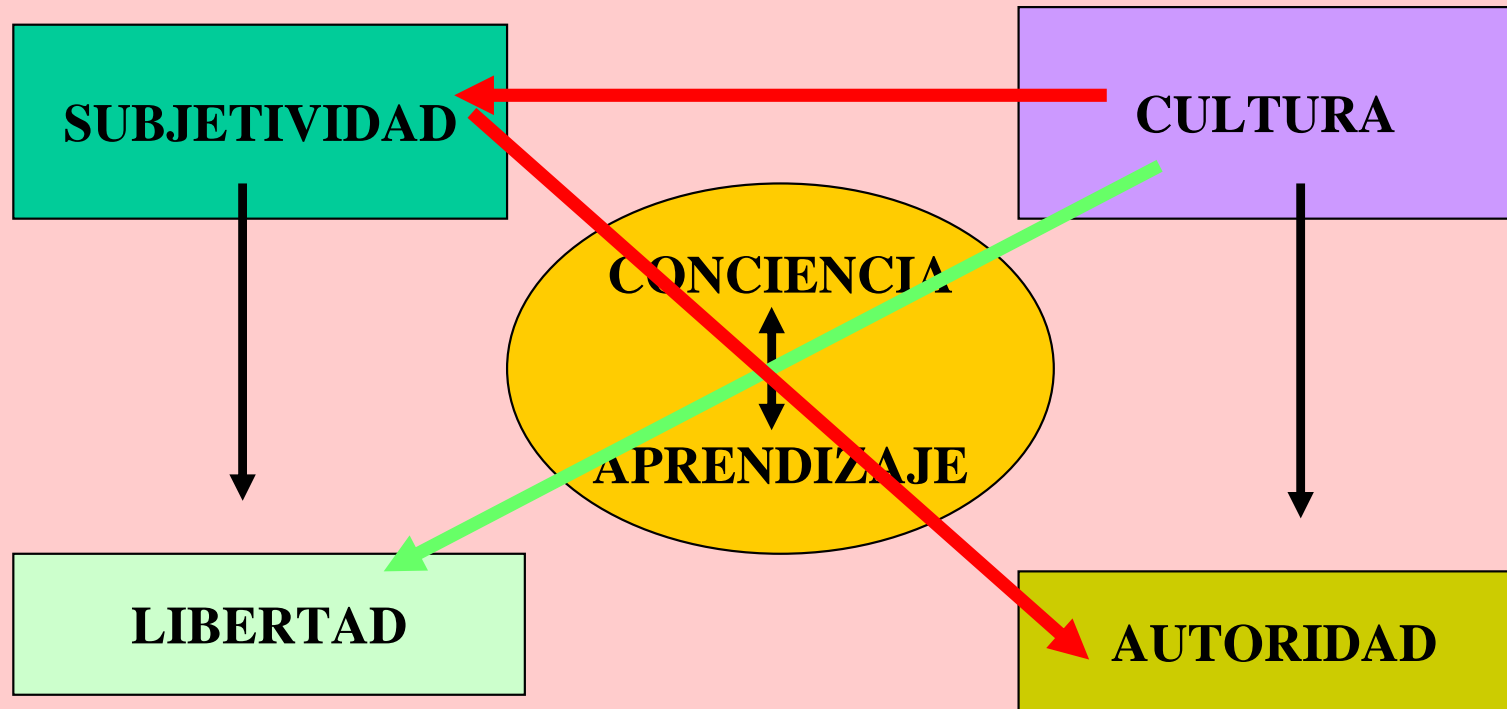 SUBJETIVIDAD
CULTURA
CONCIENCIA
APRENDIZAJE
LIBERTAD
AUTORIDAD